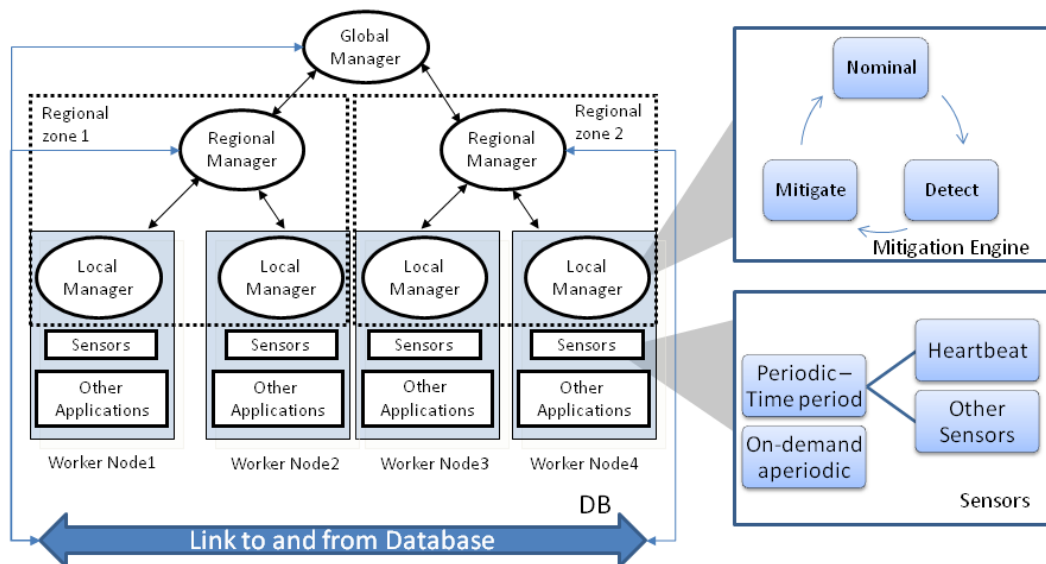 Global
Manager
Regional
zone 1
Regional
Manager
Regional
zone 2
Regional
Manager
Local
Manager
Local
Manager
Local
Manager
Local
Manager
Sensors
Sensors
Sensors
Sensors
Other
Applications
Other
Applications
Other
Applications
Other
Applications
Worker Node1
Worker Node2
Worker Node3
Worker Node4
DB
Link to and from Database
Nominal
Mitigate
Detect
Mitigation Engine
Periodic–
Time period
On-demand
aperiodic
Heartbeat
Other
Sensors
Sensors